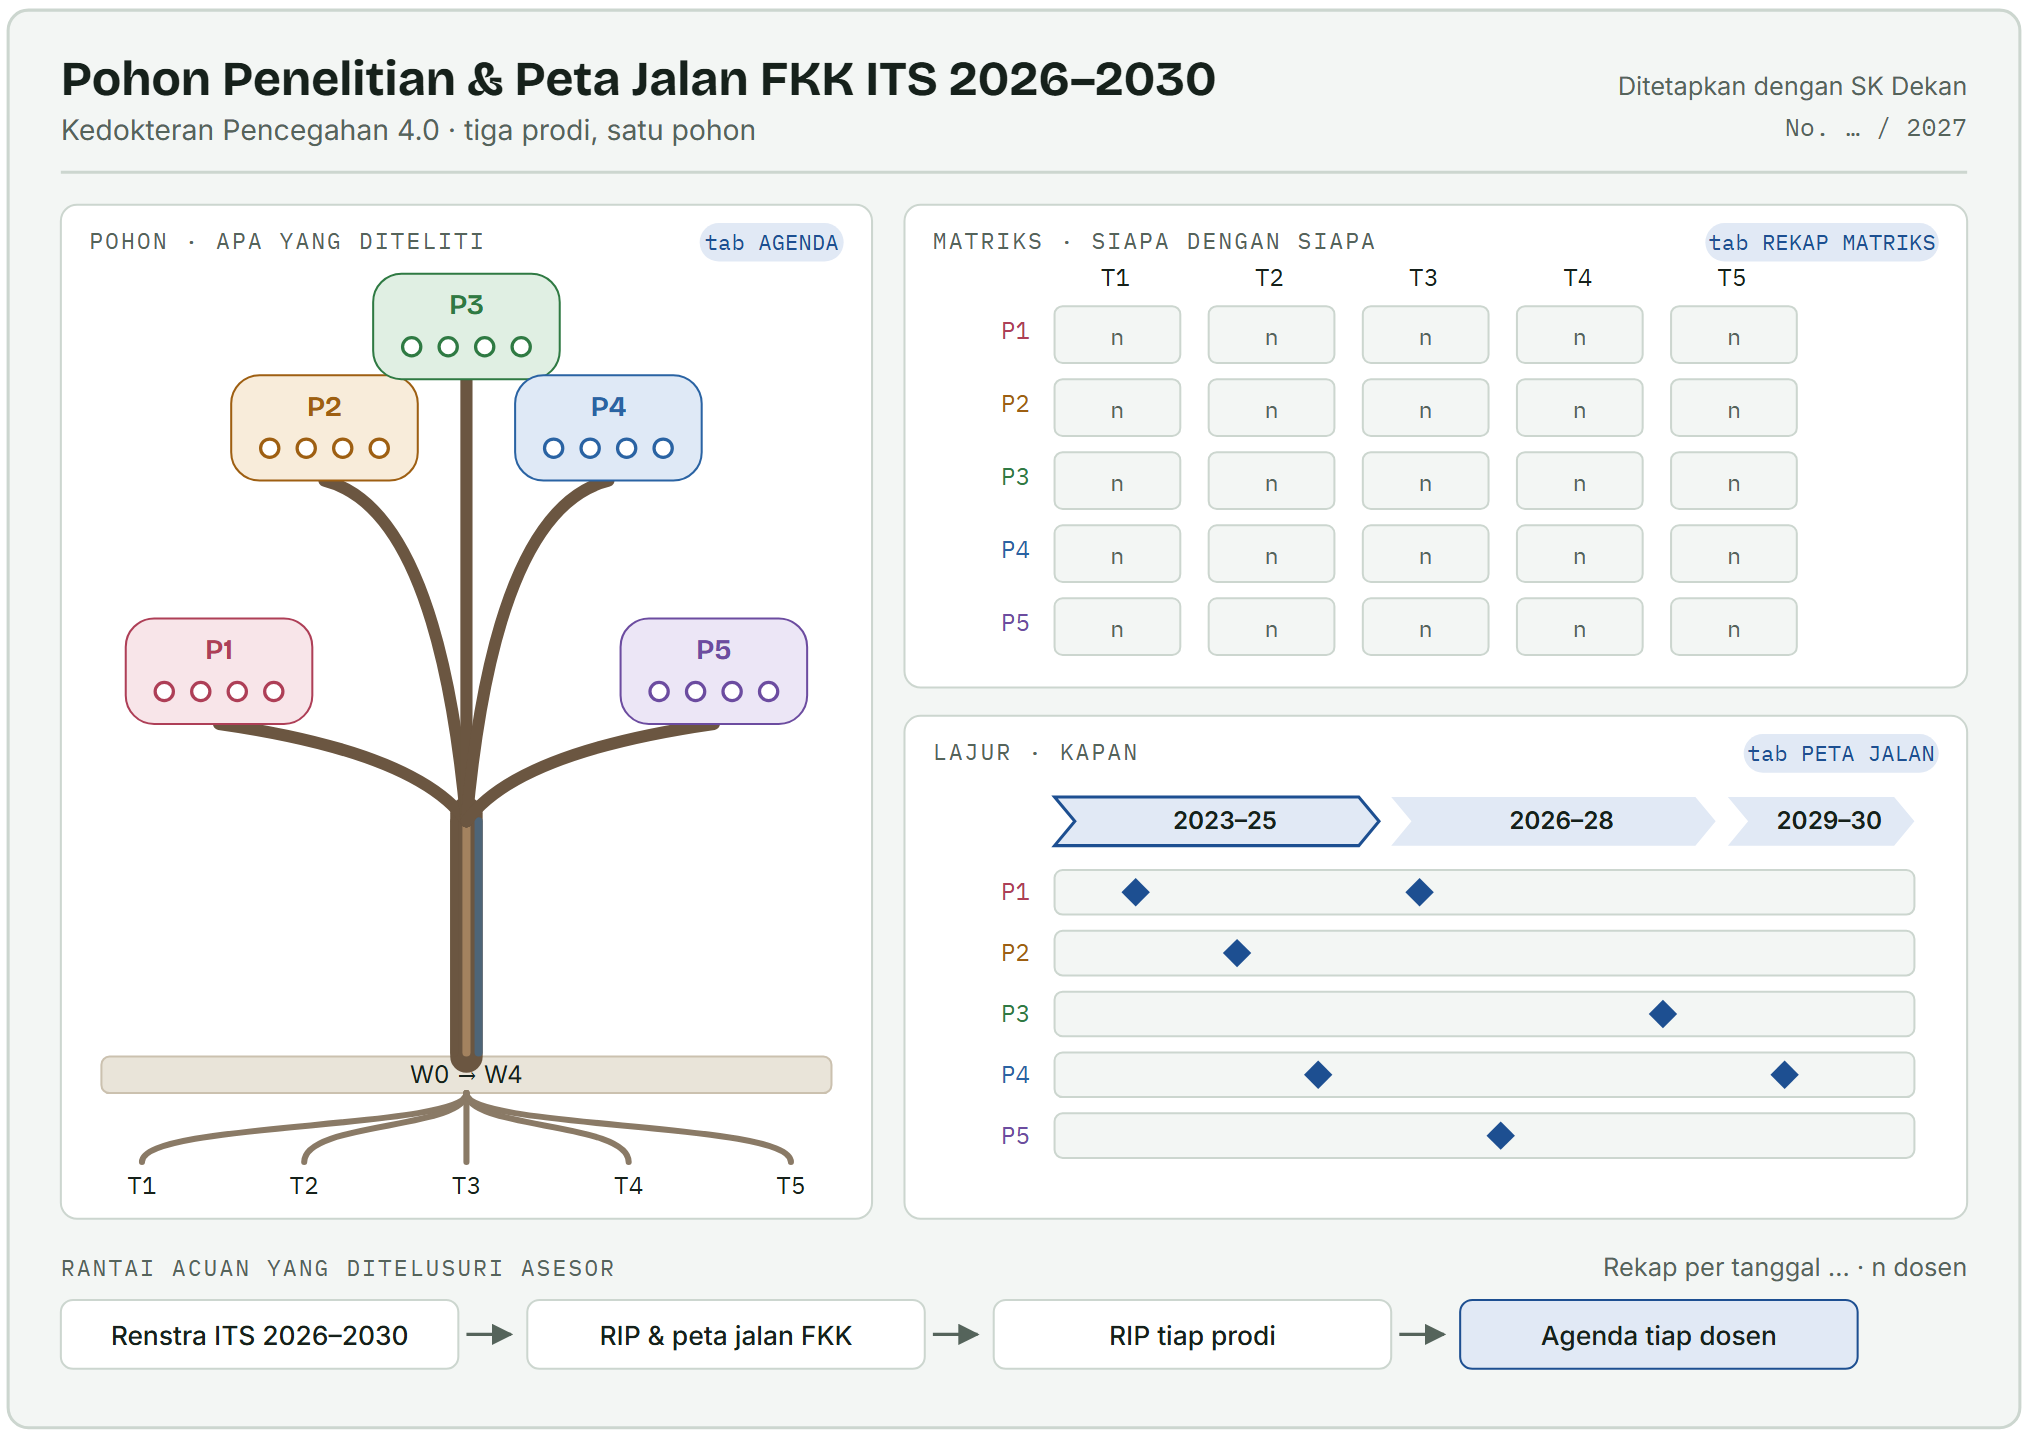 Pohon Penelitian & Peta Jalan FKK ITS 2026–2030
Kedokteran Pencegahan 4.0 · tiga prodi, satu pohon
Ditetapkan dengan SK Dekan
No. … / 2027
POHON · APA YANG DITELITI
tab AGENDA
P3
P2
P4
P1
P5
W0 → W4
T1 T2 T3 T4 T5
MATRIKS · SIAPA DENGAN SIAPA
tab REKAP MATRIKS
T1 T2 T3 T4 T5
P1 n n n n n
P2 n n n n n
P3 n n n n n
P4 n n n n n
P5 n n n n n
LAJUR · KAPAN
tab PETA JALAN
2023–25 2026–28 2029–30
P1
P2
P3
P4
P5
RANTAI ACUAN YANG DITELUSURI ASESOR
Rekap per tanggal … · n dosen
Renstra ITS 2026–2030
RIP & peta jalan FKK
RIP tiap prodi
Agenda tiap dosen